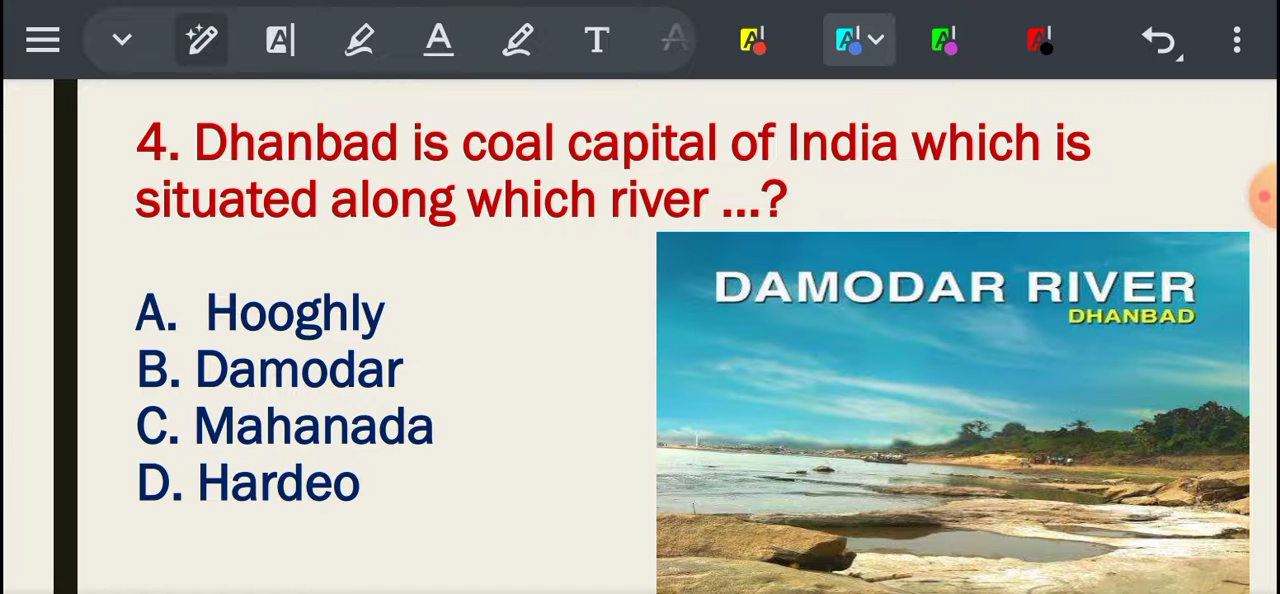 4. Dhanbad is coal capital of India which is
situated along which river ...?
A. Hooghly
B. Damodar
C. Mahanada
D. Hardeo
DAMODAR RIVER
DHANBAD